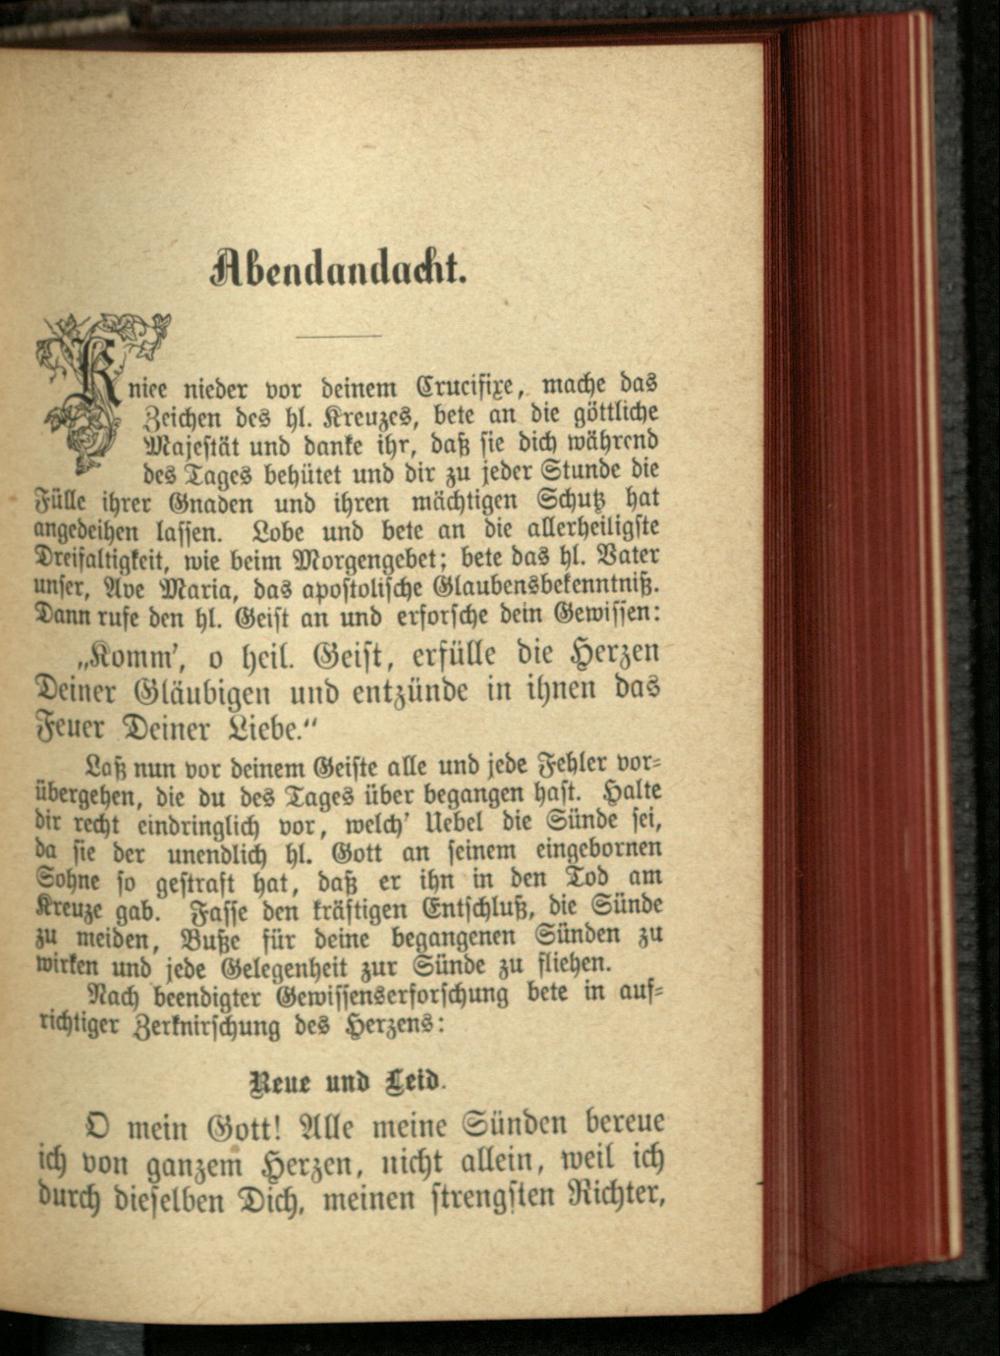 Abendandacht.
Kniee nieder vor deinem Crucifixe, mache das
Zeichen des hl. Kreuzes, bete an die göttliche
Majestät und danke ihr, daß sie dich während
des Tages behütet und dir zu jeder Stunde die
Fülle ihrer Gnaden und ihren mächtigen Schutz hat
angedeihen lassen. Lobe und bete an die allerheiligste
Dreifaltigkeit, wie beim Morgengebet; bete das hl. Vater
unser, Ave Maria, das apostolische Glaubensbekenntniß.
Dann rufe den hl. Geist an und erforsche dein Gewissen:
„Komm', o heil. Geist, erfülle die Herzen
Deiner Gläubigen und entzünde in ihnen das
Feuer Deiner Liebe.“
Laß nun vor deinem Geiste alle und jede Fehler vor-
übergehen, die du des Tages über begangen hast. Halte
dir recht eindringlich vor, welch' Uebel die Sünde sei,
da sie der unendlich hl. Gott an seinem eingebornen
Sohne so gestraft hat, daß er ihn in den Tod am
Kreuze gab. Fasse den kräftigen Entschluß, die Sünde
zu meiden, Buße für deine begangenen Sünden zu
wirken und jede Gelegenheit zur Sünde zu fliehen.
Nach beendigter Gewissenserforschung bete in auf-
richtiger Zerknirschung des Herzens:
Reue und Leid.
O mein Gott! Alle meine Sünden bereue
ich von ganzem Herzen, nicht allein, weil ich
durch dieselben Dich, meinen strengsten Richter,